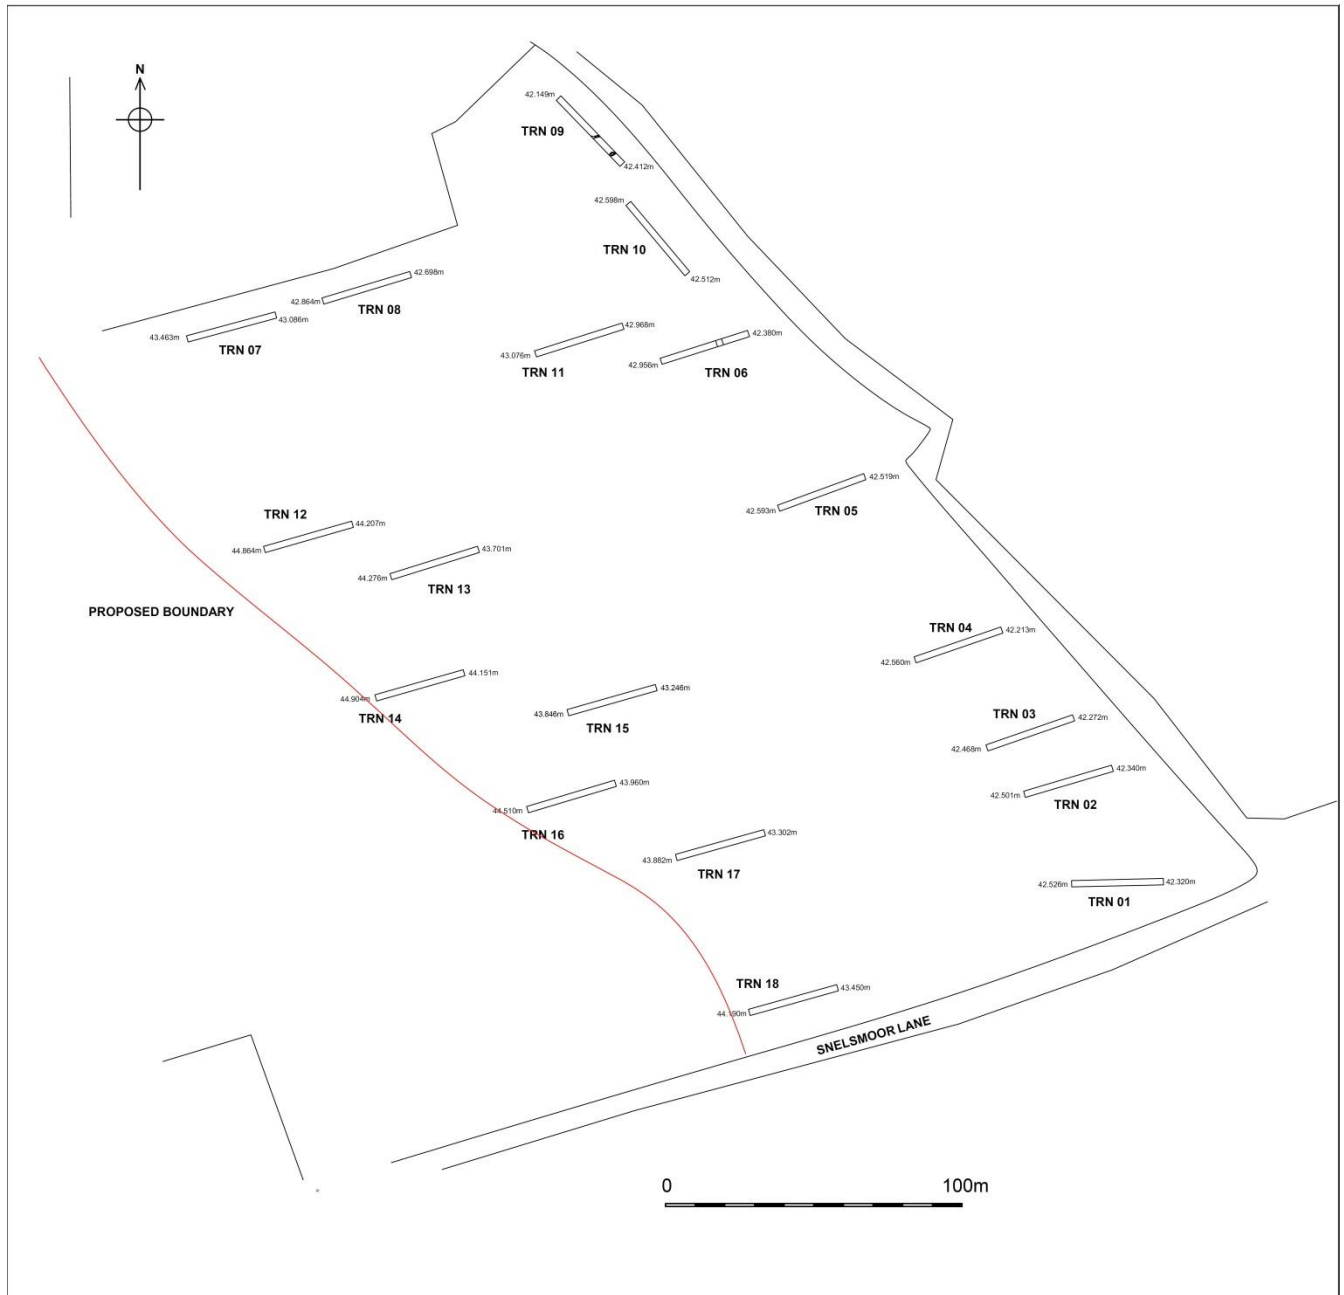 N
42.149m
TRN 09
42.412m
42.598m
TRN 10
42.512m
42.698m
42.864m
TRN 08
43.086m
43.463m
TRN 07
42.968m
43.076m
TRN 11
42.380m
42.956m
TRN 06
42.519m
42.593m
TRN 05
TRN 12
44.207m
44.864m
43.701m
44.276m
TRN 13
PROPOSED BOUNDARY
TRN 04
42.213m
42.560m
44.151m
44.904m
TRN 14
43.246m
43.846m
TRN 15
TRN 03
42.272m
42.468m
42.340m
42.501m
TRN 02
43.960m
44.510m
TRN 16
43.302m
43.882m
TRN 17
42.526m
42.320m
TRN 01
TRN 18
43.450m
44.190m
SNELSMOOR LANE
0 100m